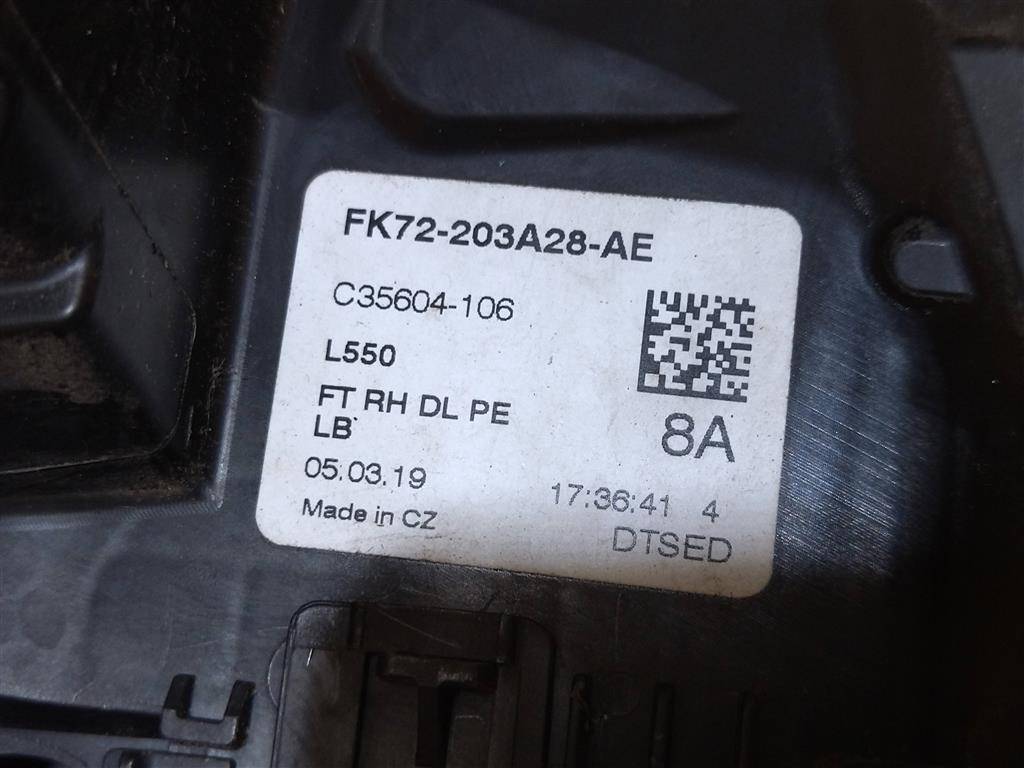 FK72-203A28-AE
C35604-106
L550
FT RH DL PE
LB
8A
05.03.19
17:36:41 4
Made in CZ
DTSED